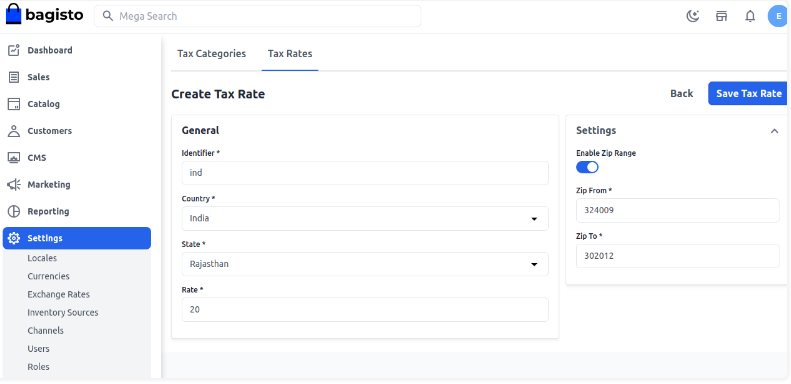 bagisto
Mega Search
E
Dashboard
Sales
Catalog
Customers
CMS
Marketing
Reporting
Settings
Locales
Currencies
Exchange Rates
Inventory Sources
Channels
Users
Roles
Tax Categories
Tax Rates
Create Tax Rate
Back
Save Tax Rate
General
Identifier *
ind
Country *
India
State *
Rajasthan
Rate *
20
Settings
Enable Zip Range
Zip From *
324009
Zip To *
302012